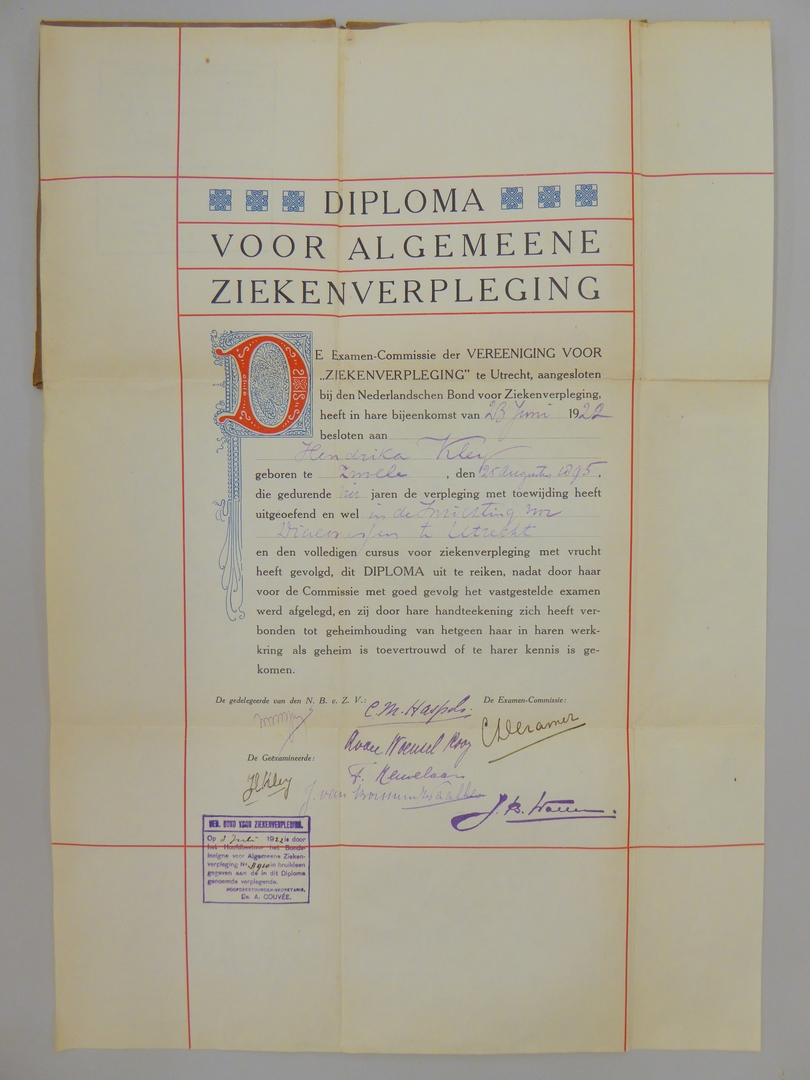 DIPLOMA
VOOR ALGEMEENE
ZIEKENVERPLEGING
DE Examen-Commissie der VEREENIGING VOOR
„ZIEKENVERPLEGING" te Utrecht, aangesloten
bij den Nederlandschen Bond voor Ziekenverpleging,
heeft in hare bijeenkomst van 23 Juni 1922
besloten aan
Hendrika Kley
geboren te Zwolle, den 28 Augustus 1895,
die gedurende jaren de verpleging met toewijding heeft
uitgeoefend en wel in de Inrichting voor
te Utrecht
en den volledigen cursus voor ziekenverpleging met vrucht
heeft gevolgd, dit DIPLOMA uit te reiken, nadat door haar
voor de Commissie met goed gevolg het vastgestelde examen
werd afgelegd, en zij door hare handteekening zich heeft ver-
bonden tot geheimhouding van hetgeen haar in haren werk-
kring als geheim is toevertrouwd of te harer kennis is ge-
komen.
De gedelegeerde van den N. B. v. Z. V.:
C. M. Haspels.
De Examen-Commissie:
De Geëxamineerde:
HKley
J. van
NED. BOND VOOR ZIEKENVERPLEGING.
Op 2 Juli 1922 is door
het Hoofdbestuur het Bonds-
insigne voor Algemeene Zieken-
verpleging No. in bruikleen
gegeven aan de in dit Diploma
genoemde verplegende.
HOOFDBESTUURDER-SECRETARIS,
Dr. A. COUVÉE.